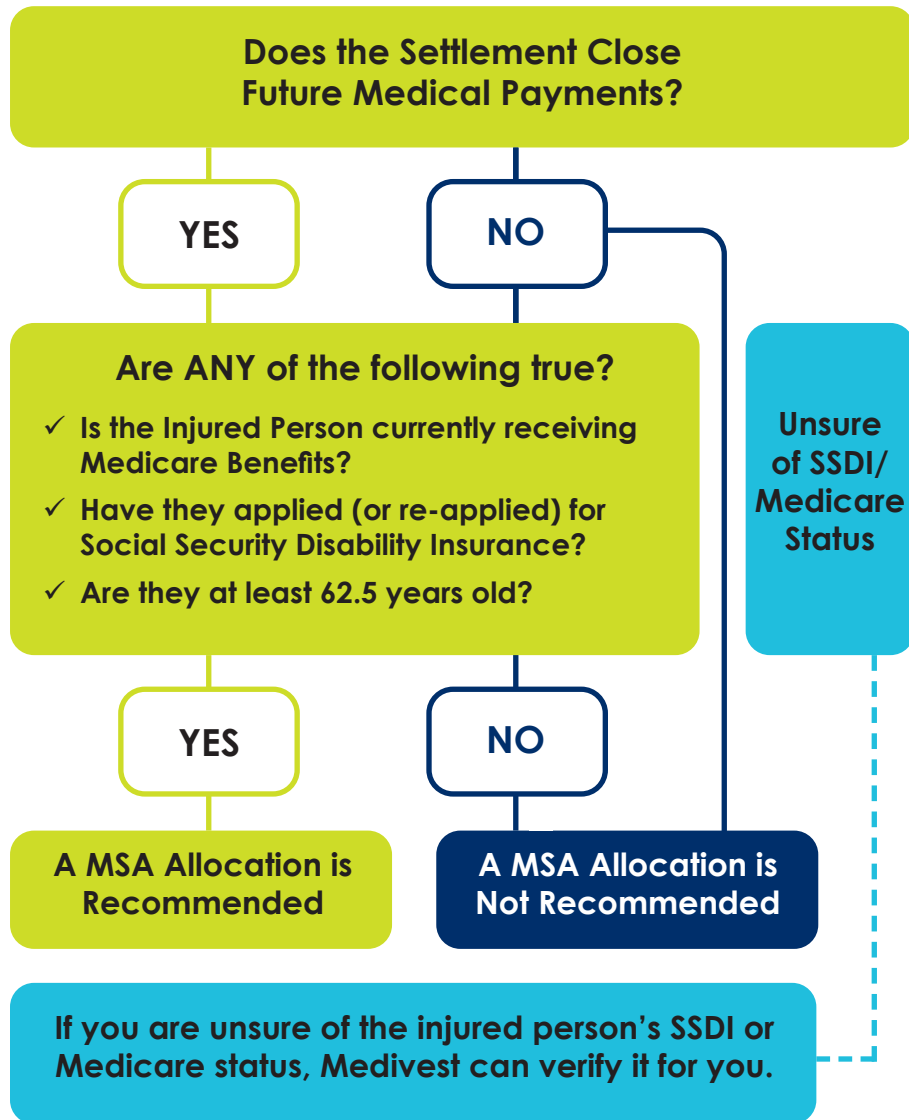 Does the Settlement Close
Future Medical Payments?
YES
NO
Are ANY of the following true?
✓ Is the Injured Person currently receiving
Medicare Benefits?
✓ Have they applied (or re-applied) for
Social Security Disability Insurance?
✓ Are they at least 62.5 years old?
Unsure
of SSDI/
Medicare
Status
YES
NO
A MSA Allocation is
Recommended
A MSA Allocation is
Not Recommended
If you are unsure of the injured person’s SSDI or
Medicare status, Medivest can verify it for you.